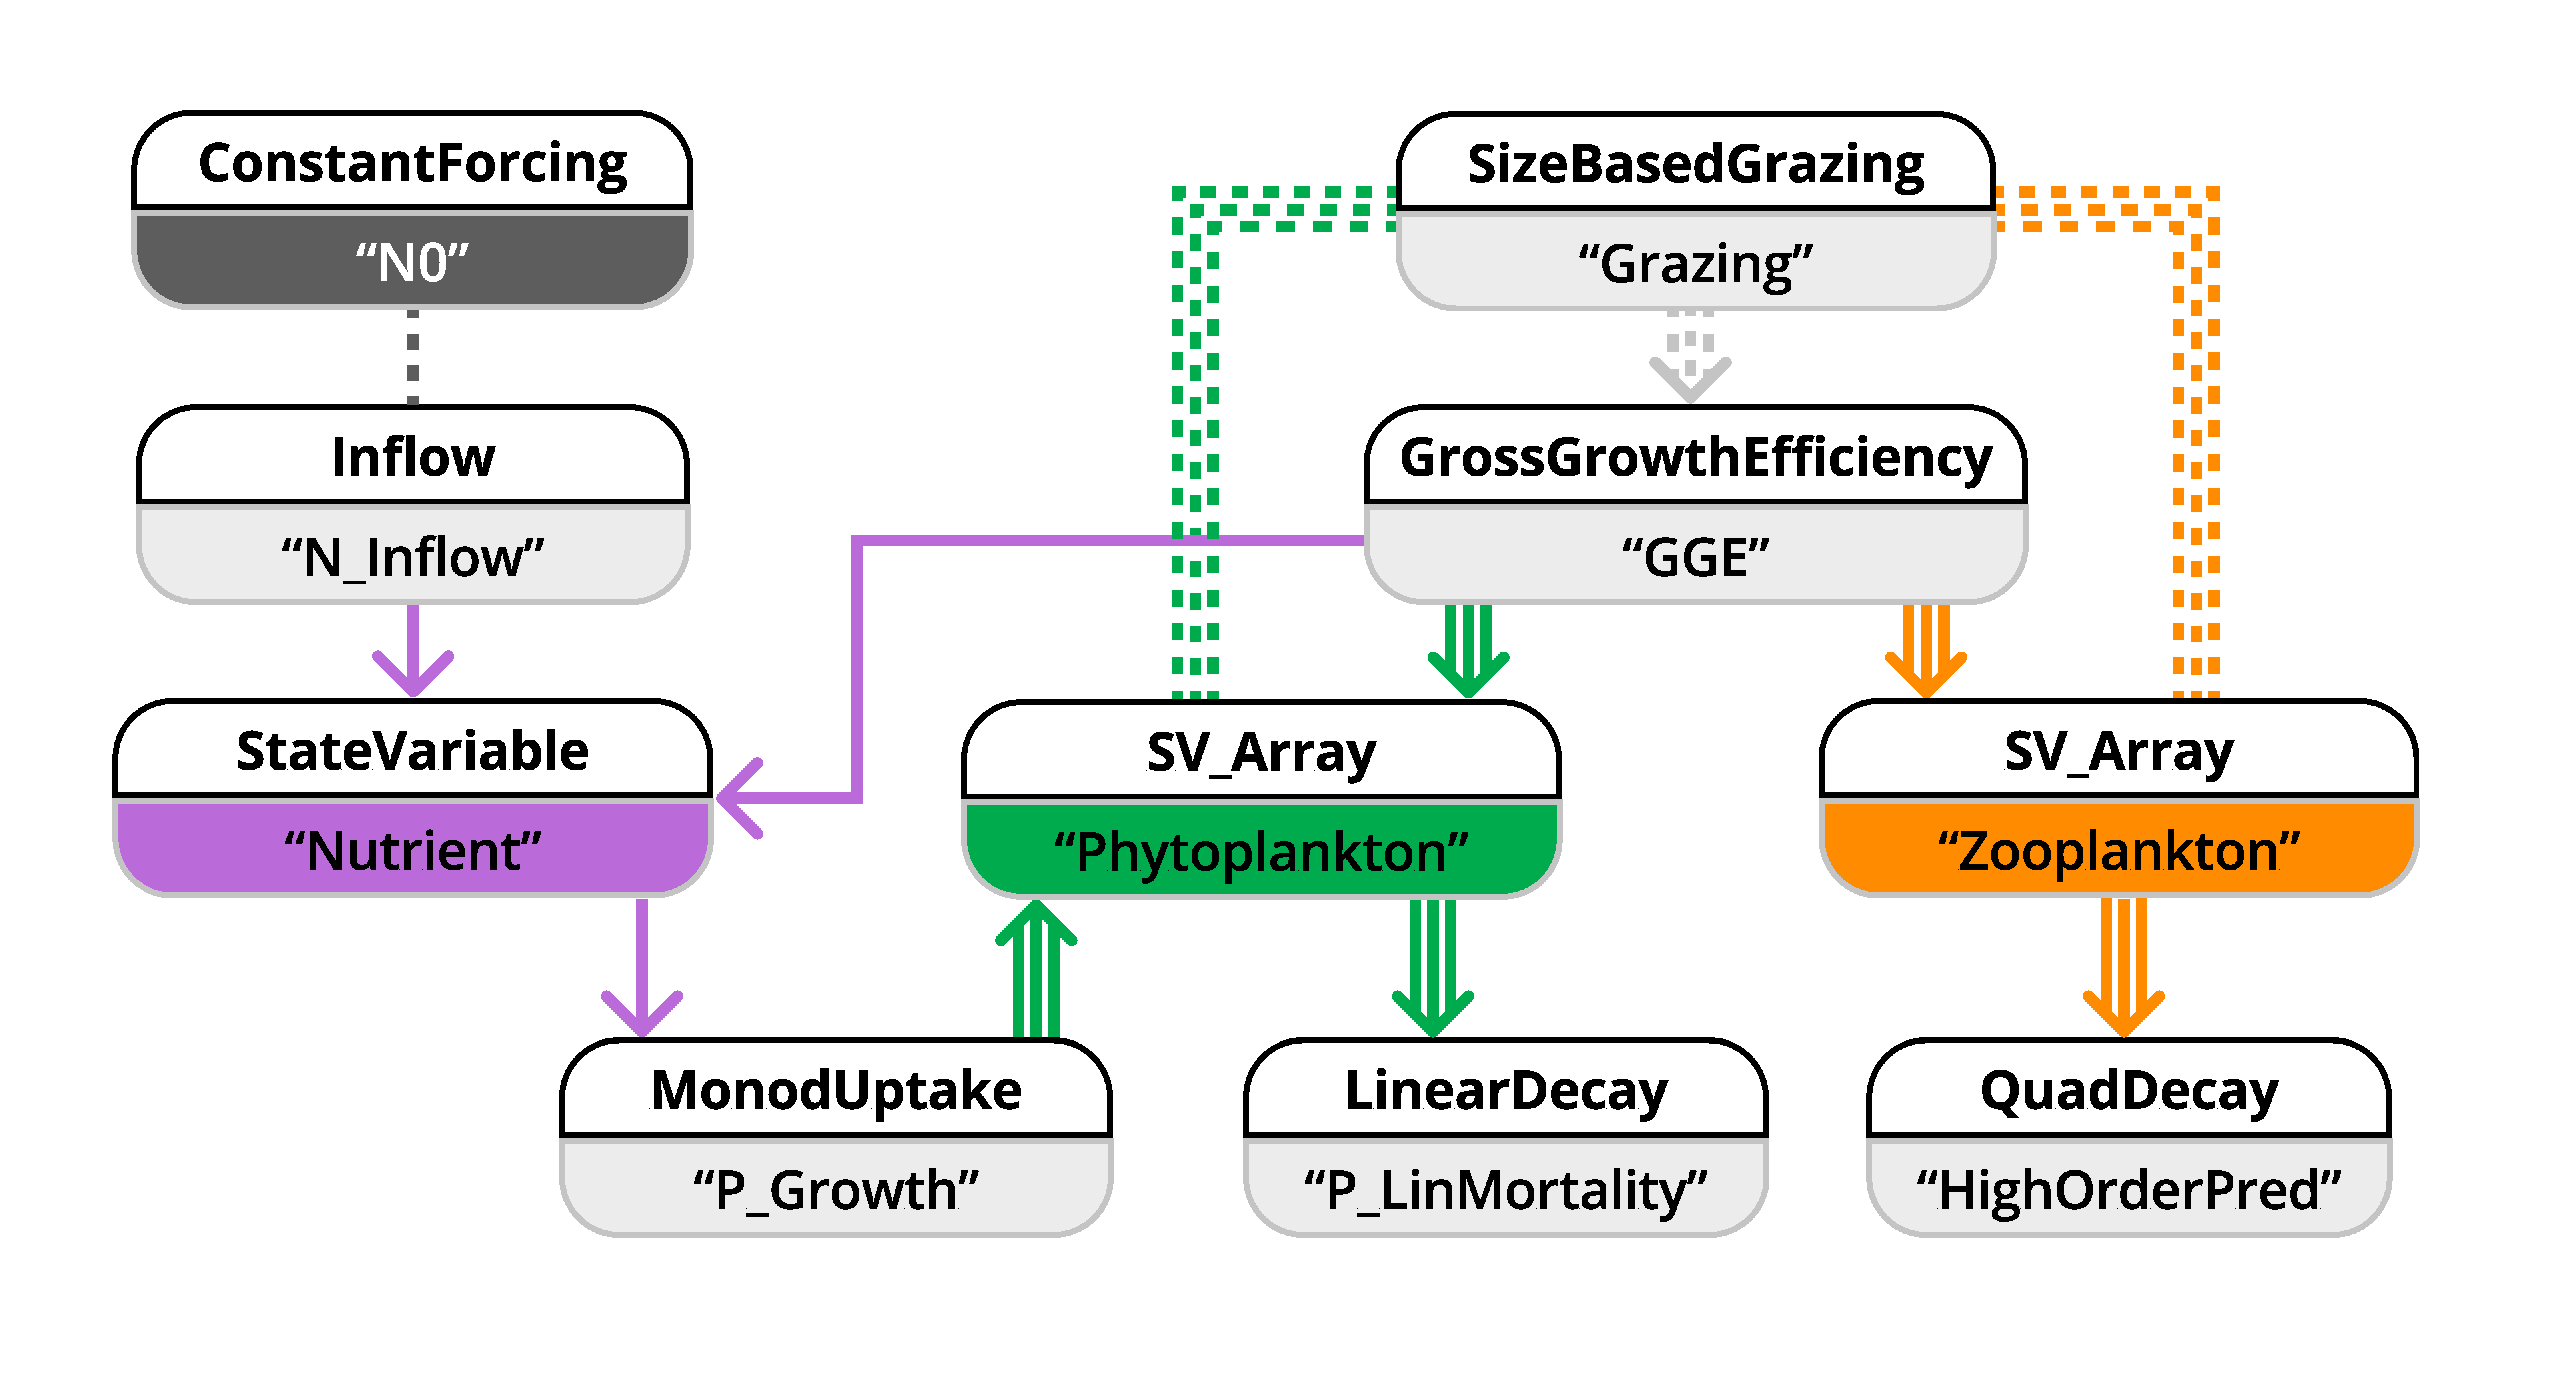 ConstantForcing
“N0”
SizeBasedGrazing
“Grazing”
Inflow
“N_Inflow”
GrossGrowthEfficiency
“GGE”
StateVariable
“Nutrient”
SV_Array
“Phytoplankton”
SV_Array
“Zooplankton”
MonodUptake
“P_Growth”
LinearDecay
“P_LinMortality”
QuadDecay
“HighOrderPred”